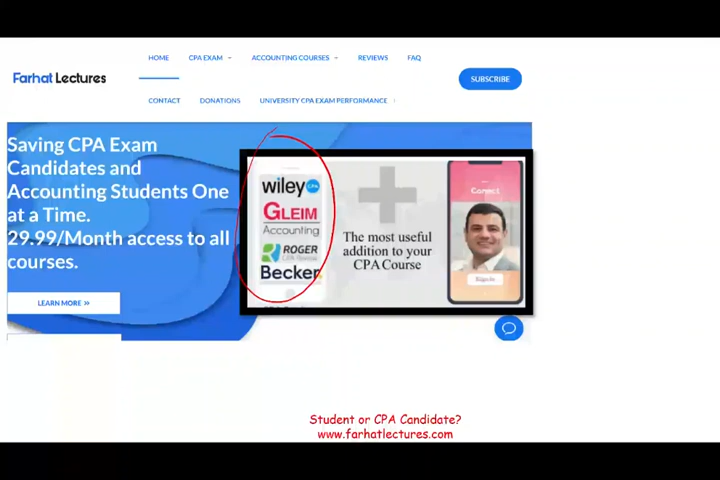 HOME
CPA EXAM
ACCOUNTING COURSES
REVIEWS
FAQ
Farhat Lectures
SUBSCRIBE
CONTACT
DONATIONS
UNIVERSITY CPA EXAM PERFORMANCE
Saving CPA Exam
Candidates and
Accounting Students One
at a Time.
29.99/Month access to all
courses.
LEARN MORE »
wiley CPA
GLEIM
Accounting
ROGER
CPA Review
Becker
The most useful
addition to your
CPA Course
Correct
Sign In
Student or CPA Candidate?
www.farhatlectures.com